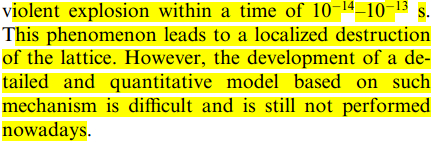 violent explosion within a time of 10⁻¹⁴–10⁻¹³ s.
This phenomenon leads to a localized destruction
of the lattice. However, the development of a de-
tailed and quantitative model based on such
mechanism is difficult and is still not performed
nowadays.